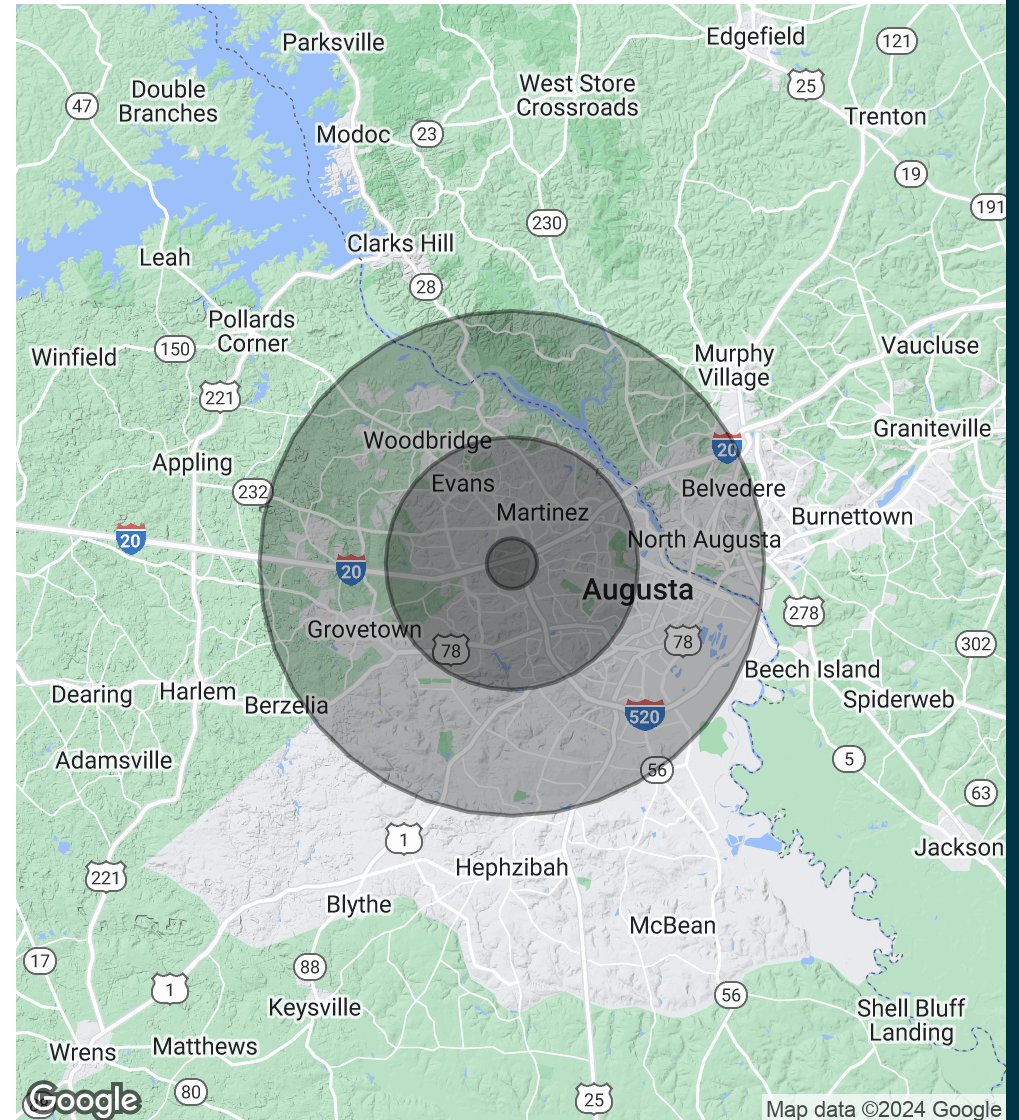 Parksville
Edgefield
121
Double
Branches
West Store
Crossroads
25
47
Trenton
Modoc
23
19
191
230
Clarks Hill
Leah
28
Pollards
Corner
150
Winfield
Murphy
Village
Vaucluse
221
Graniteville
Woodbridge
20
Appling
Evans
232
Belvedere
Martinez
Burnettown
20
North Augusta
20
Augusta
278
Grovetown
78
78
302
Beech Island
Dearing
Harlem
Spiderweb
Berzelia
520
Adamsville
5
56
63
1
Jackson
Hephzibah
221
Blythe
McBean
17
88
1
56
Keysville
Shell Bluff
Landing
Wrens
Matthews
80
25
Google
Map data ©2024 Google